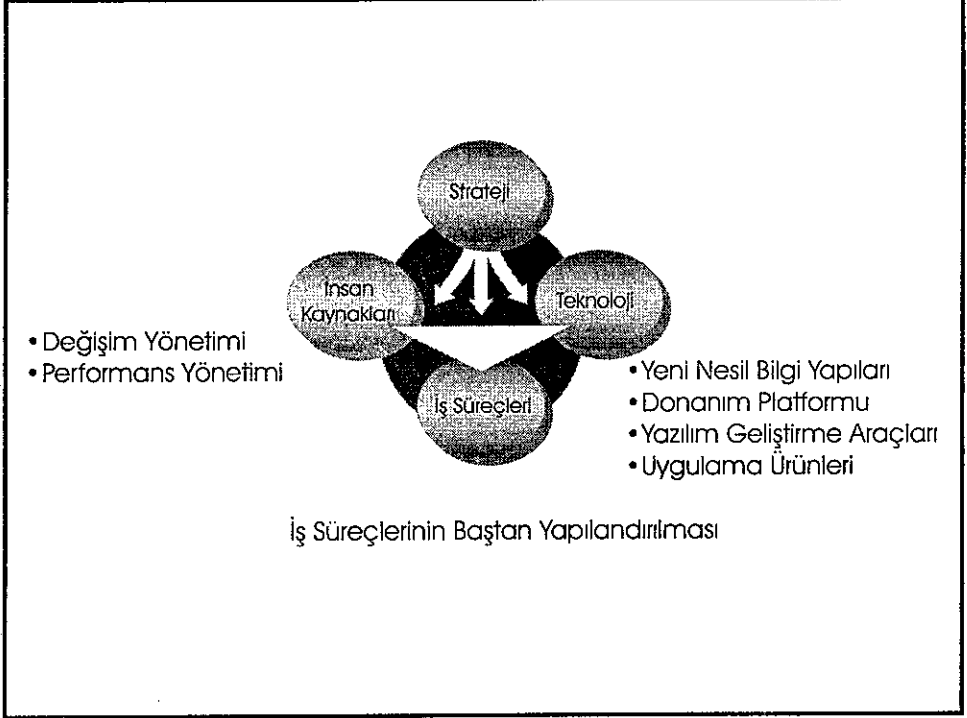 Strateji
İnsan
Kaynakları
Teknoloji
İş Süreçleri
• Değişim Yönetimi
• Performans Yönetimi
• Yeni Nesil Bilgi Yapıları
• Donanım Platformu
• Yazılım Geliştirme Araçları
• Uygulama Ürünleri
İş Süreçlerinin Baştan Yapılandırılması